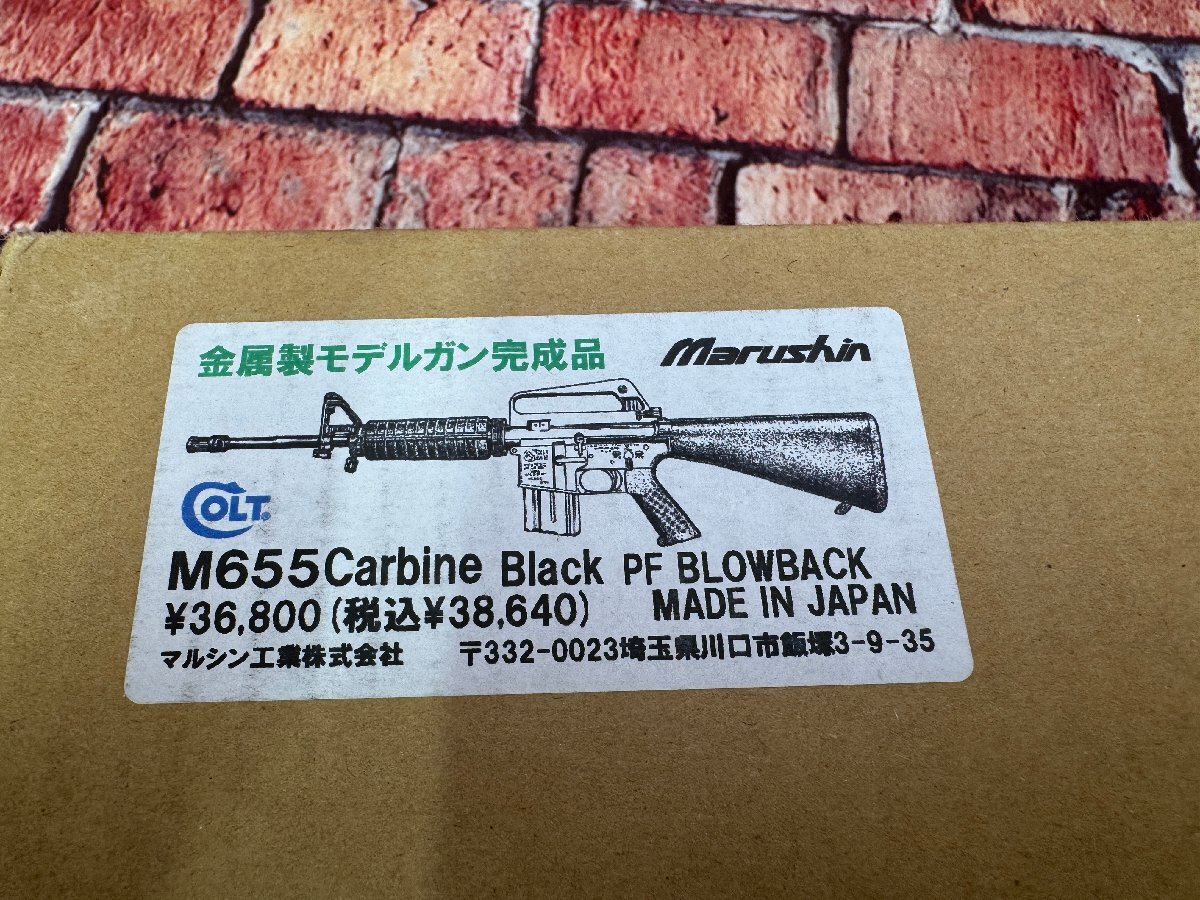 金属製モデルガン完成品 Marushin
COLT®
M655Carbine Black PF BLOWBACK
¥36,800(税込¥38,640) MADE IN JAPAN
マルシン工業株式会社 〒332-0023埼玉県川口市飯塚3-9-35